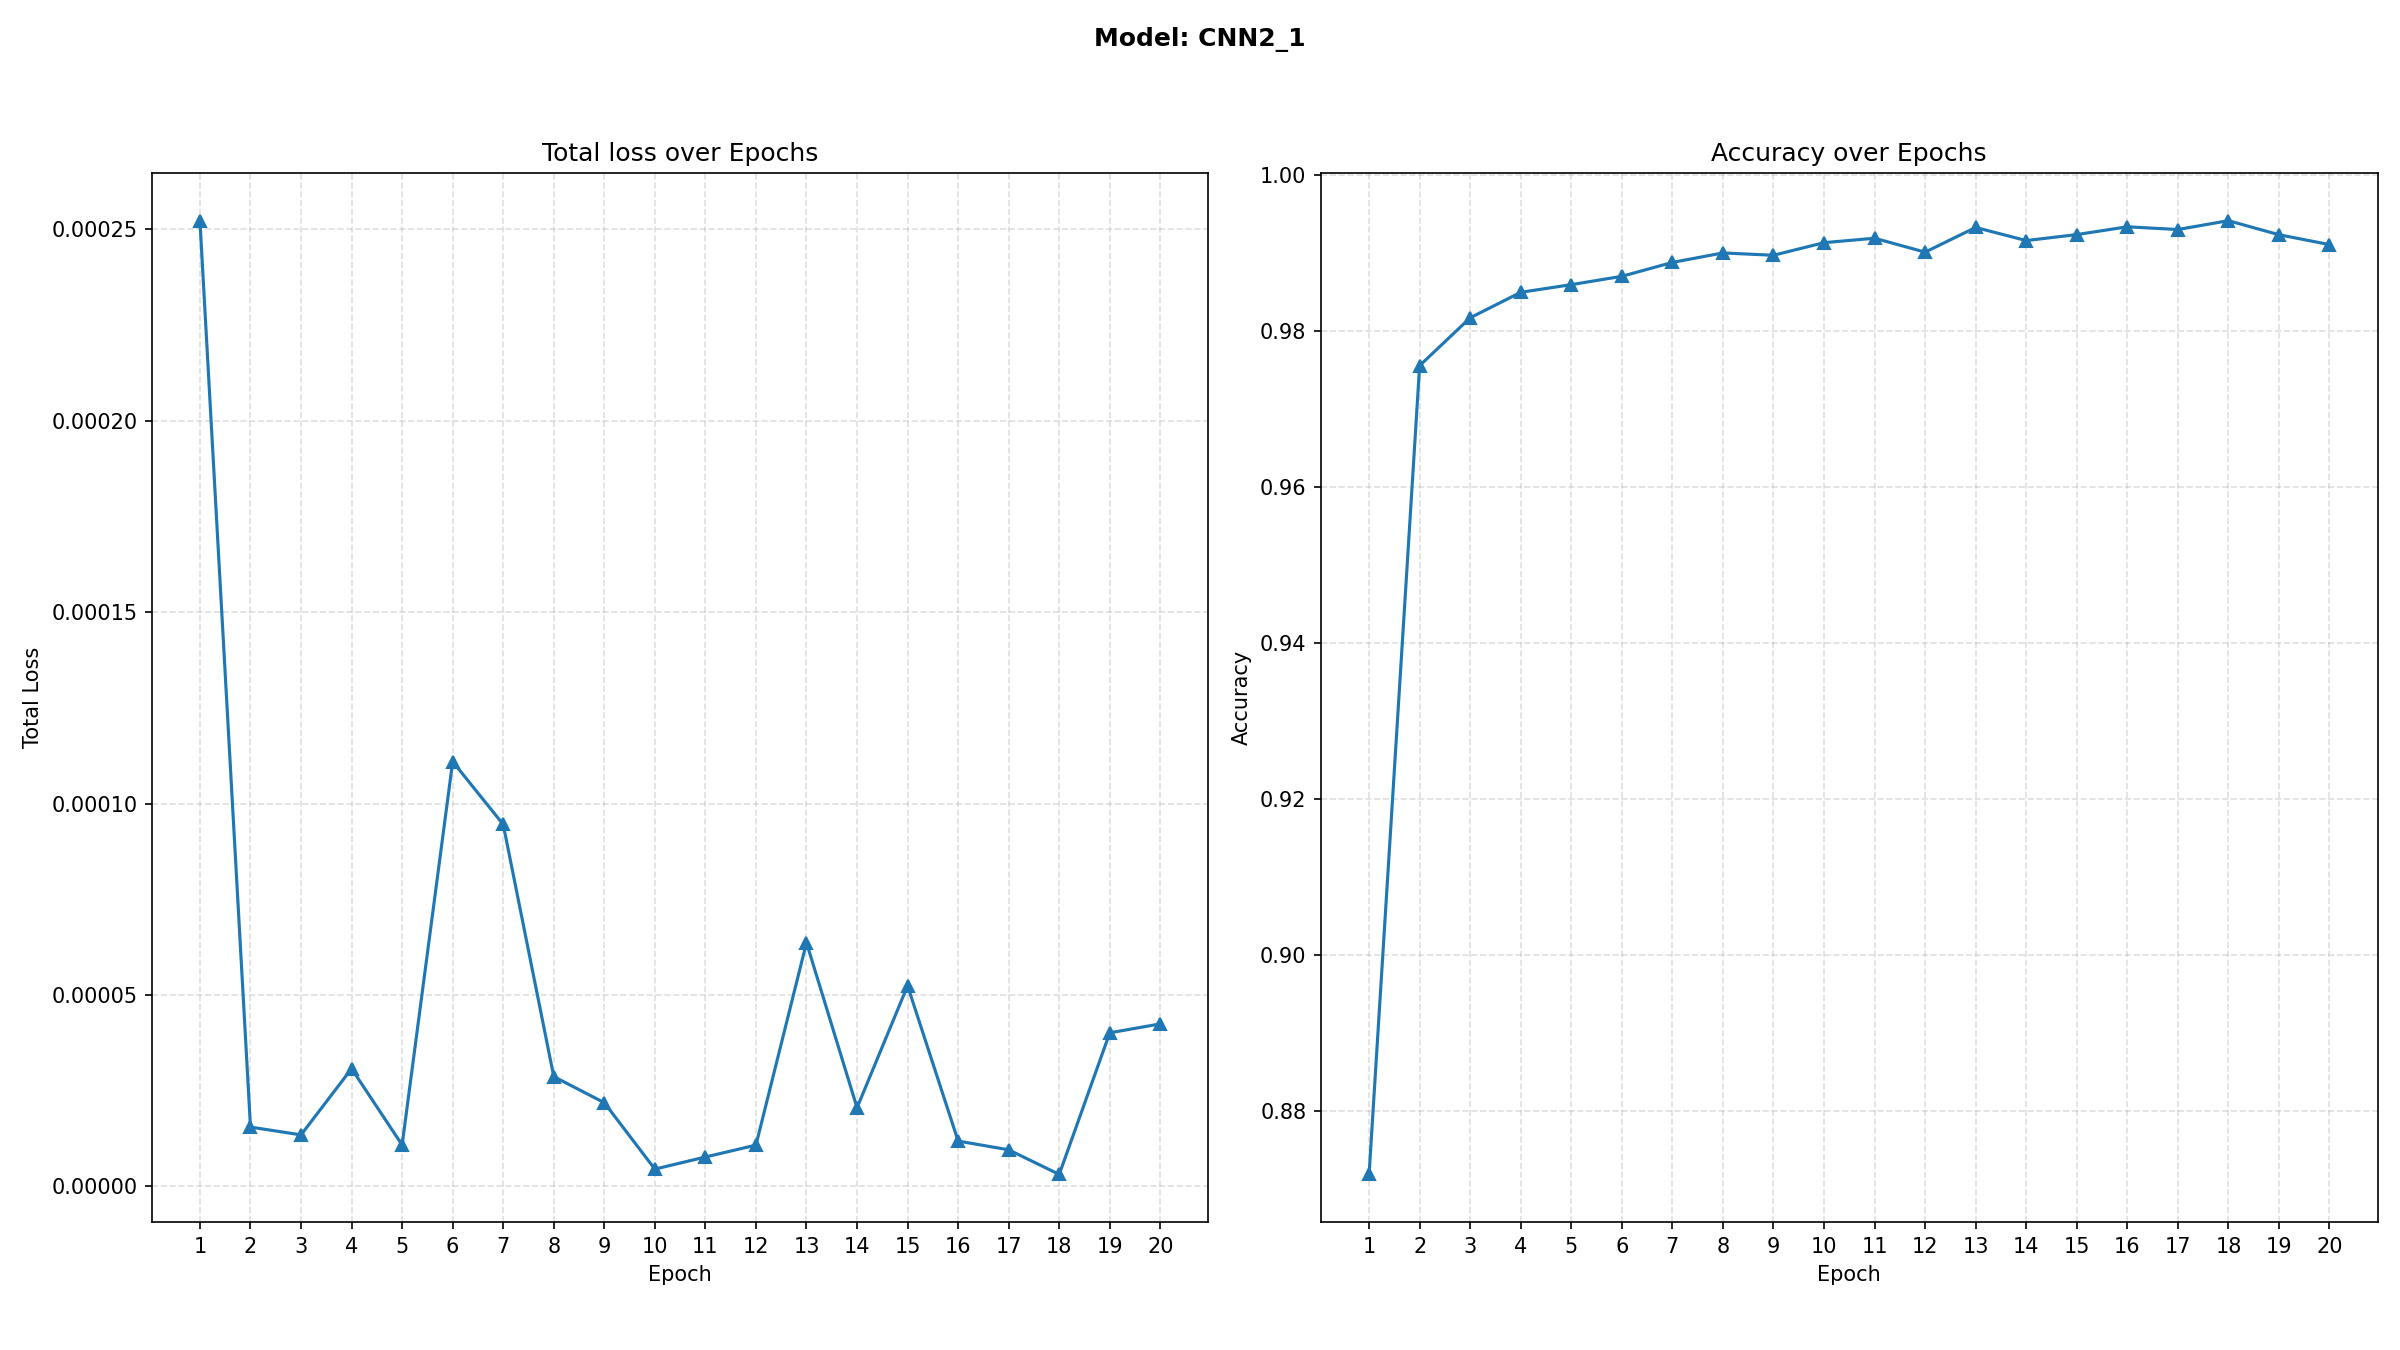 Model: CNN2_1
Total loss over Epochs
0.00025
0.00020
0.00015
0.00010
0.00005
0.00000
Total Loss
1 2 3 4 5 6 7 8 9 10 11 12 13 14 15 16 17 18 19 20
Epoch
Accuracy over Epochs
1.00
0.98
0.96
0.94
0.92
0.90
0.88
Accuracy
1 2 3 4 5 6 7 8 9 10 11 12 13 14 15 16 17 18 19 20
Epoch